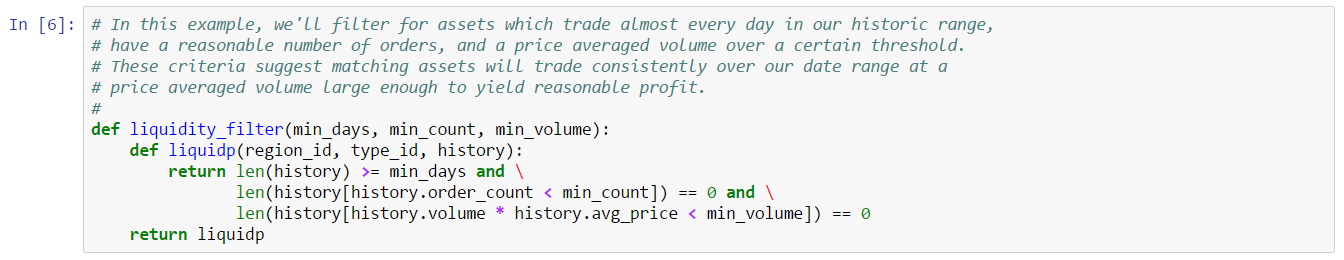 In [6]: # In this example, we'll filter for assets which trade almost every day in our historic range,
# have a reasonable number of orders, and a price averaged volume over a certain threshold.
# These criteria suggest matching assets will trade consistently over our date range at a
# price averaged volume large enough to yield reasonable profit.
#
def liquidity_filter(min_days, min_count, min_volume):
    def liquidp(region_id, type_id, history):
        return len(history) >= min_days and \
               len(history[history.order_count < min_count]) == 0 and \
               len(history[history.volume * history.avg_price < min_volume]) == 0
    return liquidp